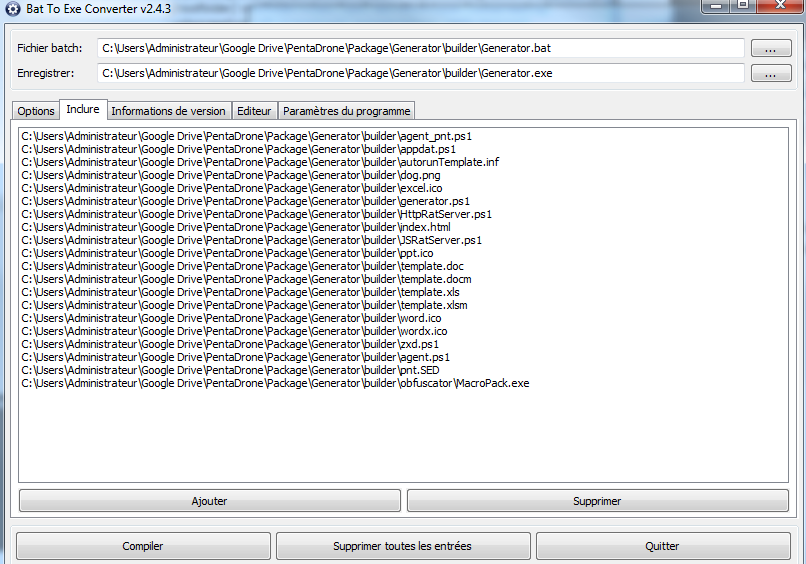 Bat To Exe Converter v2.4.3
Fichier batch: C:\Users\Administrateur\Google Drive\PentaDrone\Package\Generator\builder\Generator.bat ...
Enregistrer: C:\Users\Administrateur\Google Drive\PentaDrone\Package\Generator\builder\Generator.exe ...
Options Inclure Informations de version Editeur Paramètres du programme
C:\Users\Administrateur\Google Drive\PentaDrone\Package\Generator\builder\agent_pnt.ps1
C:\Users\Administrateur\Google Drive\PentaDrone\Package\Generator\builder\appdat.ps1
C:\Users\Administrateur\Google Drive\PentaDrone\Package\Generator\builder\autorunTemplate.inf
C:\Users\Administrateur\Google Drive\PentaDrone\Package\Generator\builder\dog.png
C:\Users\Administrateur\Google Drive\PentaDrone\Package\Generator\builder\excel.ico
C:\Users\Administrateur\Google Drive\PentaDrone\Package\Generator\builder\generator.ps1
C:\Users\Administrateur\Google Drive\PentaDrone\Package\Generator\builder\HttpRatServer.ps1
C:\Users\Administrateur\Google Drive\PentaDrone\Package\Generator\builder\index.html
C:\Users\Administrateur\Google Drive\PentaDrone\Package\Generator\builder\JSRatServer.ps1
C:\Users\Administrateur\Google Drive\PentaDrone\Package\Generator\builder\ppt.ico
C:\Users\Administrateur\Google Drive\PentaDrone\Package\Generator\builder\template.doc
C:\Users\Administrateur\Google Drive\PentaDrone\Package\Generator\builder\template.docm
C:\Users\Administrateur\Google Drive\PentaDrone\Package\Generator\builder\template.xls
C:\Users\Administrateur\Google Drive\PentaDrone\Package\Generator\builder\template.xlsm
C:\Users\Administrateur\Google Drive\PentaDrone\Package\Generator\builder\word.ico
C:\Users\Administrateur\Google Drive\PentaDrone\Package\Generator\builder\wordx.ico
C:\Users\Administrateur\Google Drive\PentaDrone\Package\Generator\builder\zxd.ps1
C:\Users\Administrateur\Google Drive\PentaDrone\Package\Generator\builder\agent.ps1
C:\Users\Administrateur\Google Drive\PentaDrone\Package\Generator\builder\pnt.SED
C:\Users\Administrateur\Google Drive\PentaDrone\Package\Generator\builder\obfuscator\MacroPack.exe
Ajouter Supprimer
Compiler Supprimer toutes les entrées Quitter